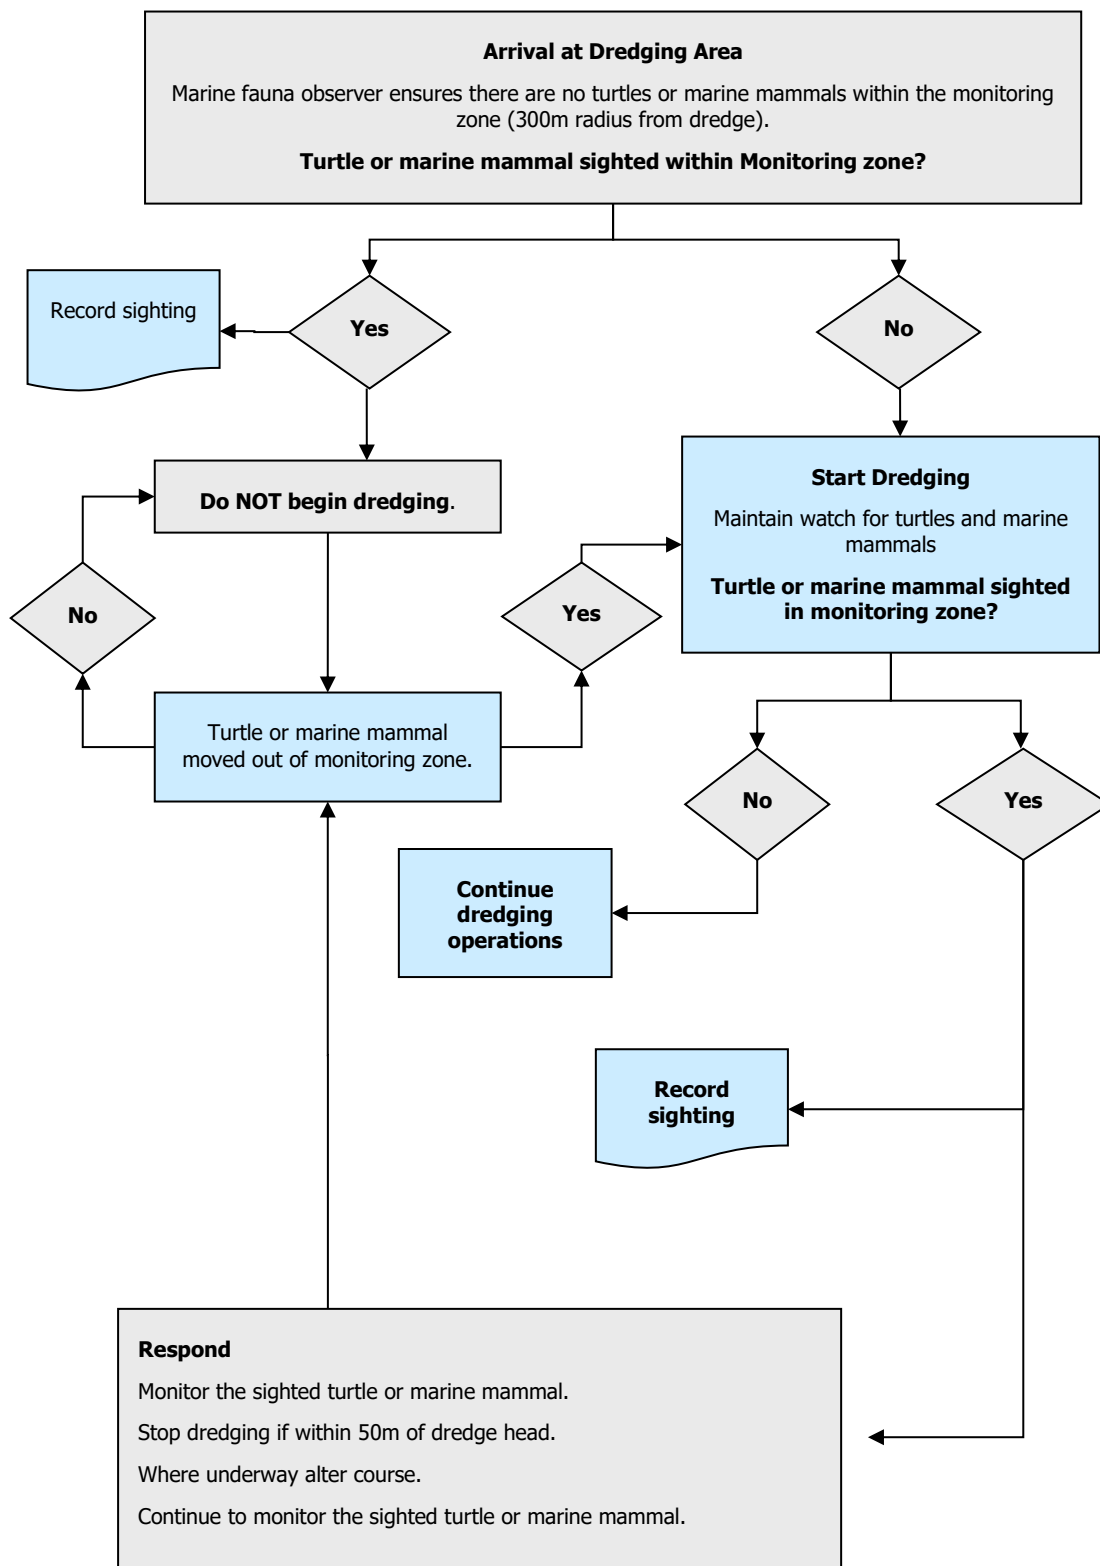 Arrival at Dredging Area
Marine fauna observer ensures there are no turtles or marine mammals within the monitoring
zone (300m radius from dredge).
Turtle or marine mammal sighted within Monitoring zone?
Record sighting
Yes
No
Do NOT begin dredging.
Start Dredging
Maintain watch for turtles and marine
mammals
Turtle or marine mammal sighted
in monitoring zone?
No
Yes
Turtle or marine mammal
moved out of monitoring zone.
No
Yes
Continue
dredging
operations
Record
sighting
Respond
Monitor the sighted turtle or marine mammal.
Stop dredging if within 50m of dredge head.
Where underway alter course.
Continue to monitor the sighted turtle or marine mammal.